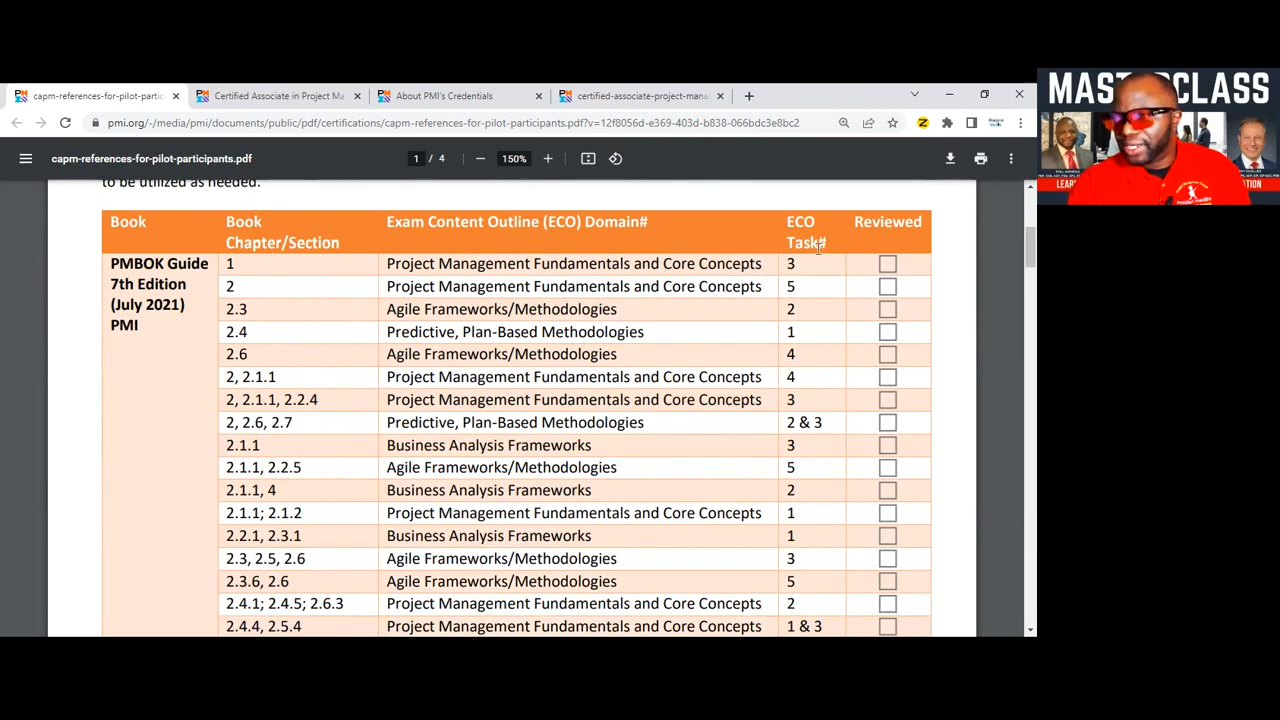 capm-references-for-pilot-partic
Certified Associate in Project Ma
About PMI's Credentials
certified-associate-project-mana
pmi.org/-/media/pmi/documents/public/pdf/certifications/capm-references-for-pilot-participants.pdf?v=12f8056d-e369-403d-b838-066bdc3e8bc2
capm-references-for-pilot-participants.pdf
1 / 4
150%
MASTERCLASS
LEAR
ATION
to be utilized as needed.
Book Book Chapter/Section Exam Content Outline (ECO) Domain# ECO Task# Reviewed
PMBOK Guide 7th Edition (July 2021) PMI
1 Project Management Fundamentals and Core Concepts 3
2 Project Management Fundamentals and Core Concepts 5
2.3 Agile Frameworks/Methodologies 2
2.4 Predictive, Plan-Based Methodologies 1
2.6 Agile Frameworks/Methodologies 4
2, 2.1.1 Project Management Fundamentals and Core Concepts 4
2, 2.1.1, 2.2.4 Project Management Fundamentals and Core Concepts 3
2, 2.6, 2.7 Predictive, Plan-Based Methodologies 2 & 3
2.1.1 Business Analysis Frameworks 3
2.1.1, 2.2.5 Agile Frameworks/Methodologies 5
2.1.1, 4 Business Analysis Frameworks 2
2.1.1; 2.1.2 Project Management Fundamentals and Core Concepts 1
2.2.1, 2.3.1 Business Analysis Frameworks 1
2.3, 2.5, 2.6 Agile Frameworks/Methodologies 3
2.3.6, 2.6 Agile Frameworks/Methodologies 5
2.4.1; 2.4.5; 2.6.3 Project Management Fundamentals and Core Concepts 2
2.4.4, 2.5.4 Project Management Fundamentals and Core Concepts 1 & 3